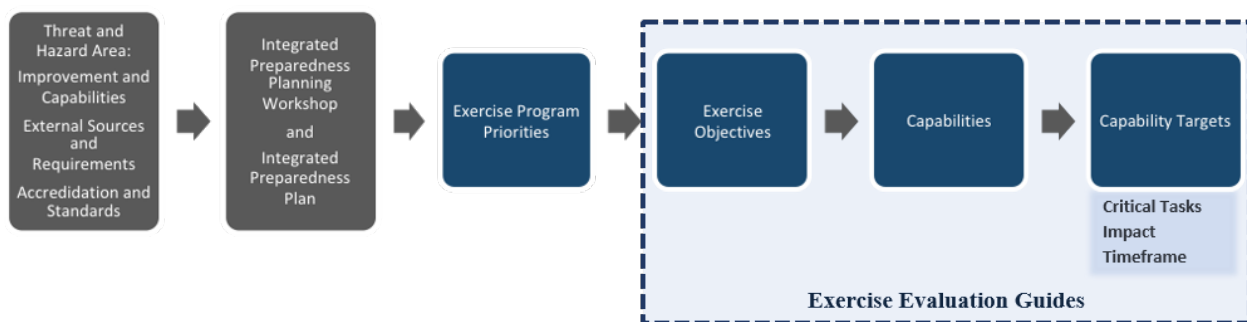 Threat and
Hazard Area:
Improvement and
Capabilities
External Sources
and
Requirements
Accredidation and
Standards
Integrated
Preparedness
Planning
Workshop
and
Integrated
Preparedness
Plan
Exercise Program
Priorities
Exercise
Objectives
Capabilities
Capability Targets
Critical Tasks
Impact
Timeframe
Exercise Evaluation Guides